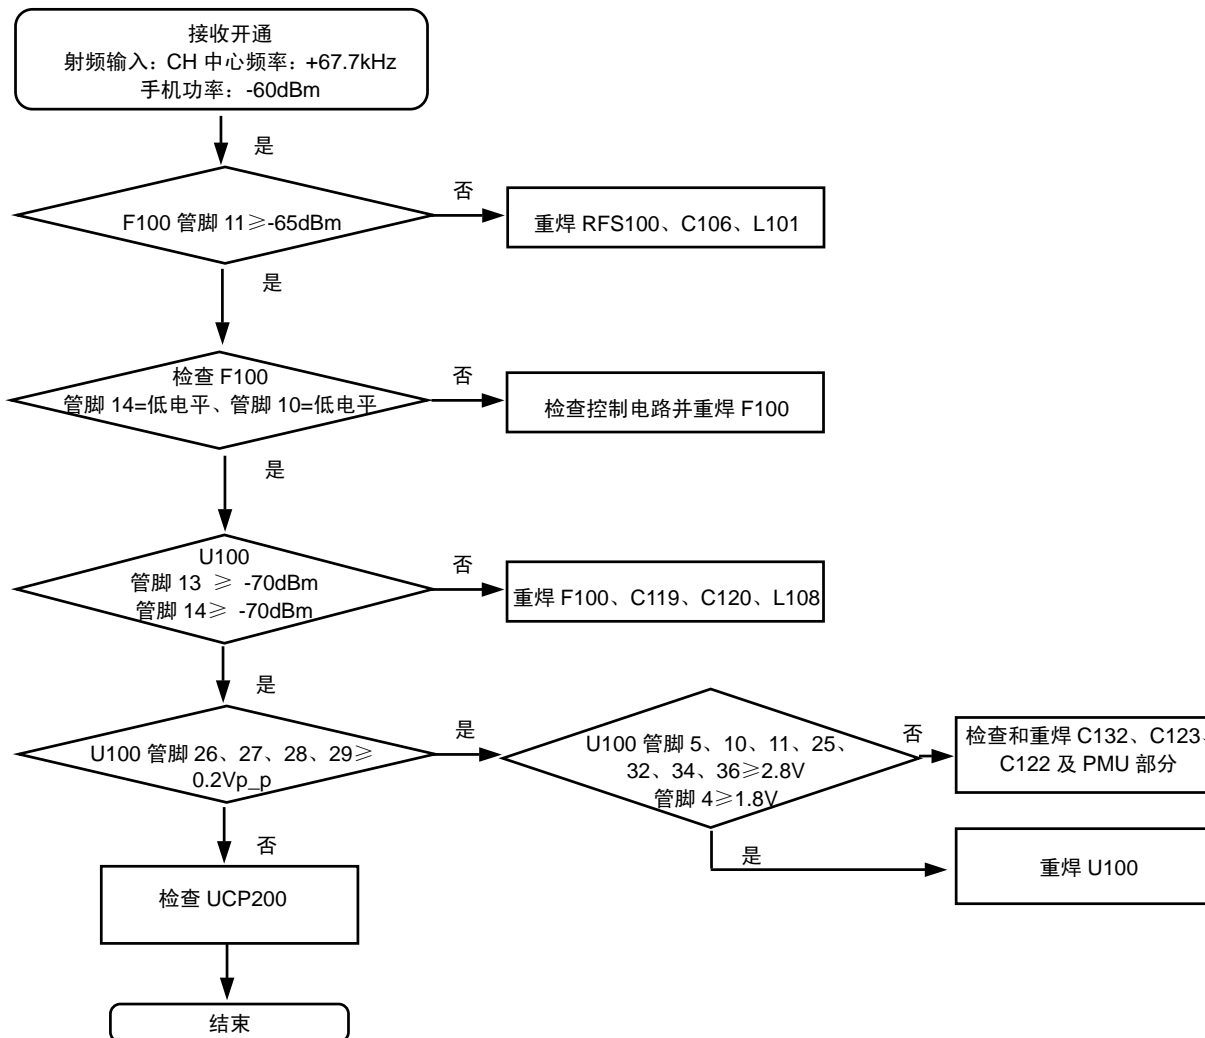 接收开通
射频输入：CH 中心频率：+67.7kHz
手机功率：-60dBm
是
F100 管脚 11≥-65dBm
否
重焊 RFS100、C106、L101
是
检查 F100
管脚 14=低电平、管脚 10=低电平
否
检查控制电路并重焊 F100
是
U100
管脚 13 ≥ -70dBm
管脚 14≥ -70dBm
否
重焊 F100、C119、C120、L108
是
U100 管脚 26、27、28、29≥
0.2Vp_p
是
U100 管脚 5、10、11、25、
32、34、36≥2.8V
管脚 4≥1.8V
否
检查和重焊 C132、C123、
C122 及 PMU 部分
是
重焊 U100
否
检查 UCP200
结束